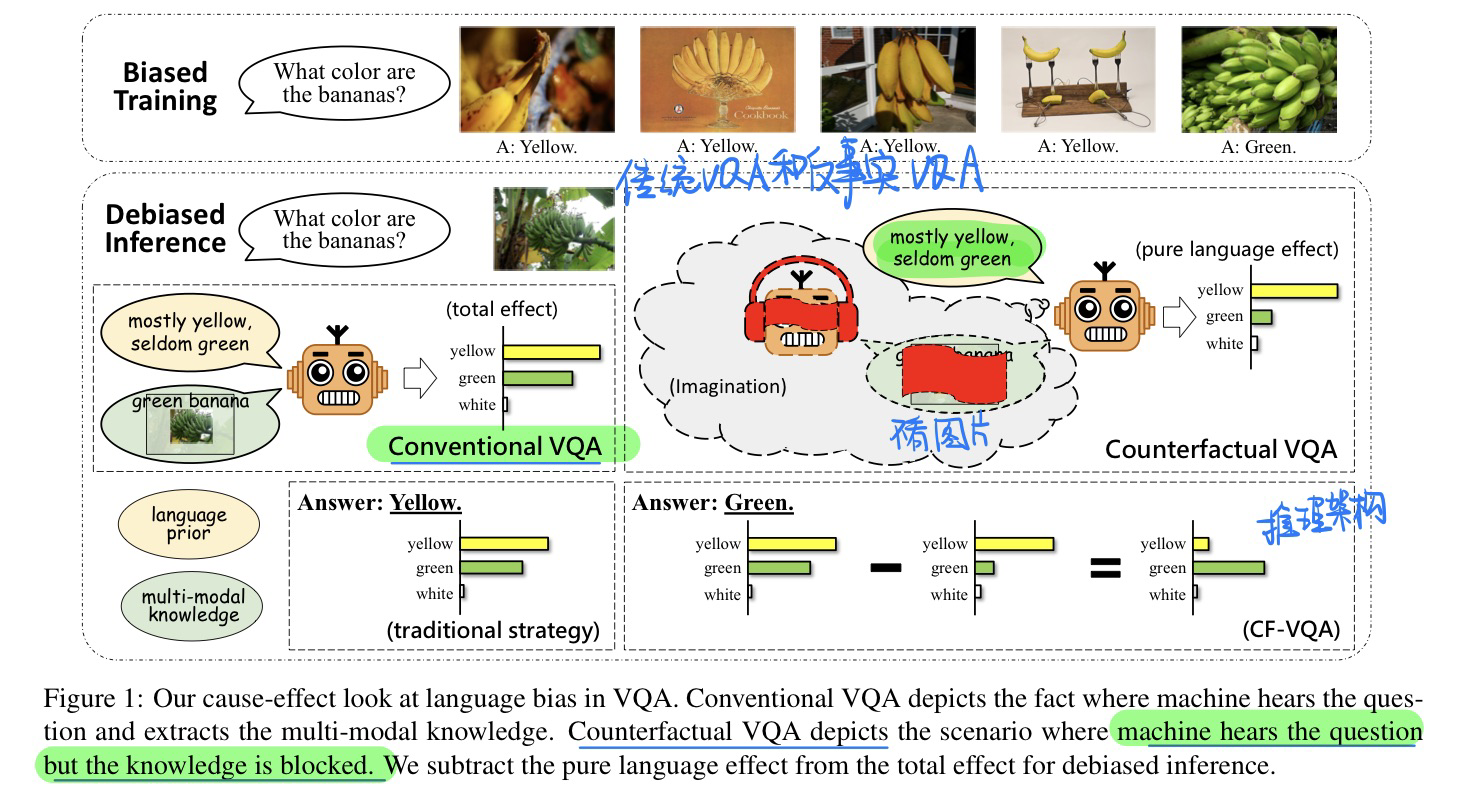 Biased
Training
What color are
the bananas?
Cookbook
A: Yellow.
A: Yellow.
A: Yellow.
A: Yellow.
A: Green.
传统VQA和反事实VQA
Debiased
Inference
What color are
the bananas?
mostly yellow,
seldom green
green banana
(total effect)
yellow
green
white
Conventional VQA
mostly yellow,
seldom green
(Imagination)
banana
图片
(pure language effect)
yellow
green
white
Counterfactual VQA
language
prior
multi-modal
knowledge
Answer: Yellow.
yellow
green
white
(traditional strategy)
Answer: Green.
yellow
green
white
-
yellow
green
white
=
yellow
green
white
(CF-VQA)
推理架构
Figure 1: Our cause-effect look at language bias in VQA. Conventional VQA depicts the fact where machine hears the ques-
tion and extracts the multi-modal knowledge. Counterfactual VQA depicts the scenario where machine hears the question
but the knowledge is blocked. We subtract the pure language effect from the total effect for debiased inference.